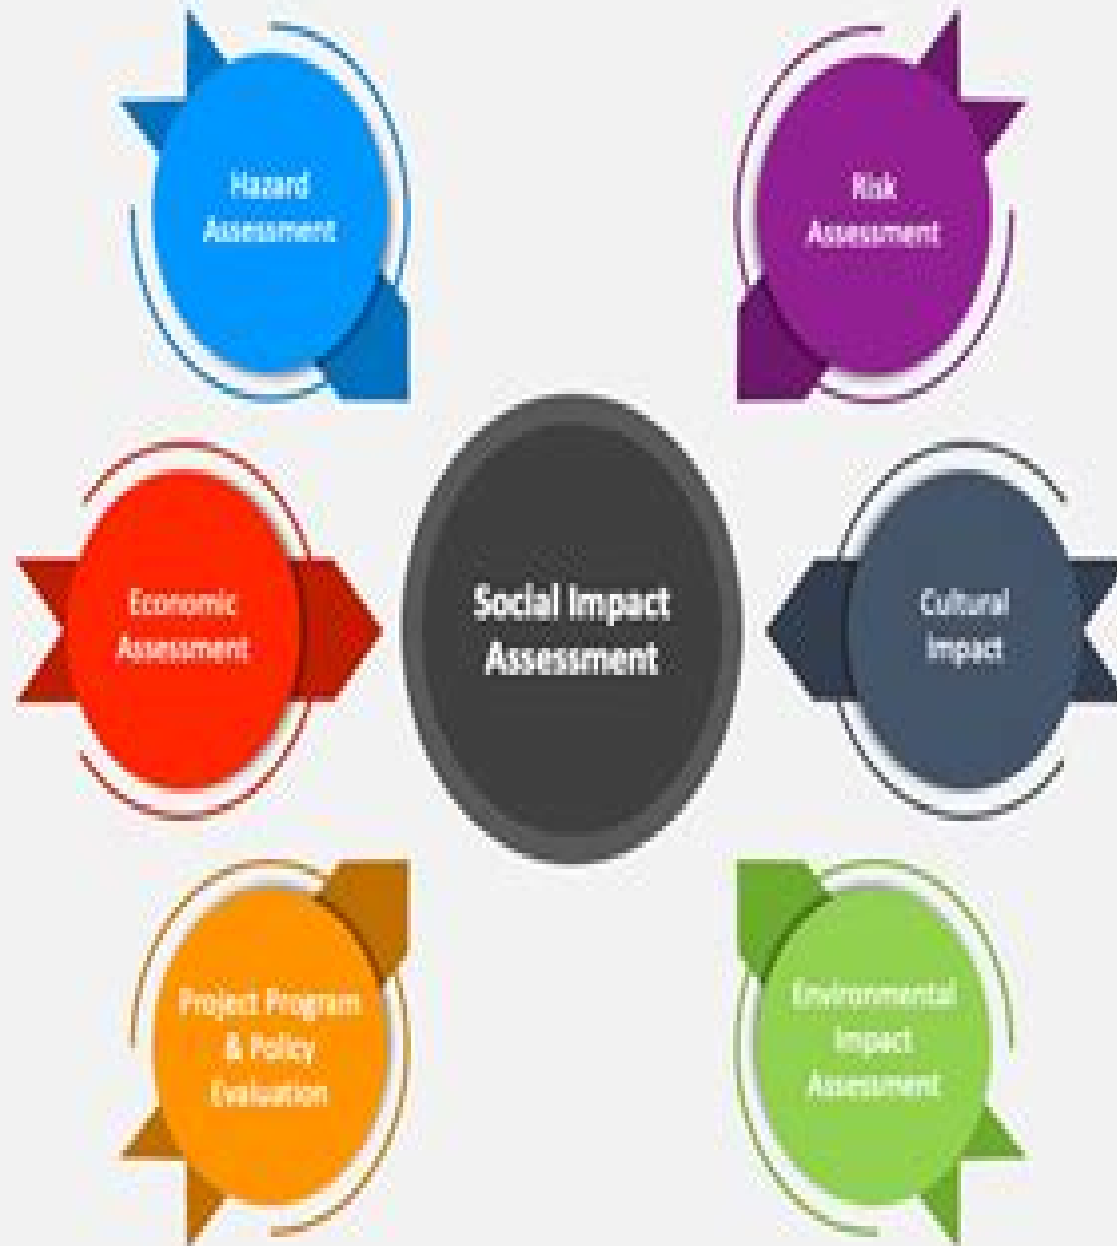 Hazard
Assessment
Risk
Assessment
Economic
Assessment
Social Impact
Assessment
Cultural
Impact
Project Program
& Policy
Evaluation
Environmental
Impact
Assessment